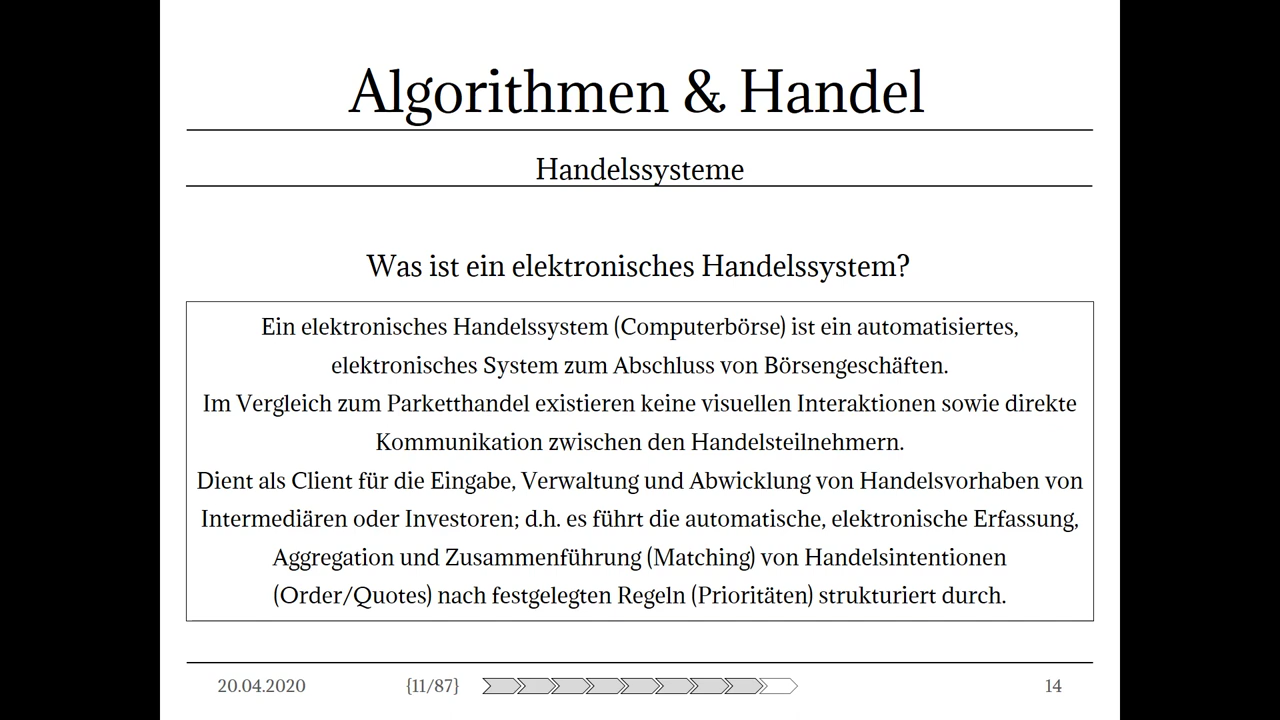 Algorithmen & Handel
Handelssysteme
Was ist ein elektronisches Handelssystem?
Ein elektronisches Handelssystem (Computerbörse) ist ein automatisiertes,
elektronisches System zum Abschluss von Börsengeschäften.
Im Vergleich zum Parketthandel existieren keine visuellen Interaktionen sowie direkte
Kommunikation zwischen den Handelsteilnehmern.
Dient als Client für die Eingabe, Verwaltung und Abwicklung von Handelsvorhaben von
Intermediären oder Investoren; d.h. es führt die automatische, elektronische Erfassung,
Aggregation und Zusammenführung (Matching) von Handelsintentionen
(Order/Quotes) nach festgelegten Regeln (Prioritäten) strukturiert durch.
20.04.2020 {11/87} 14